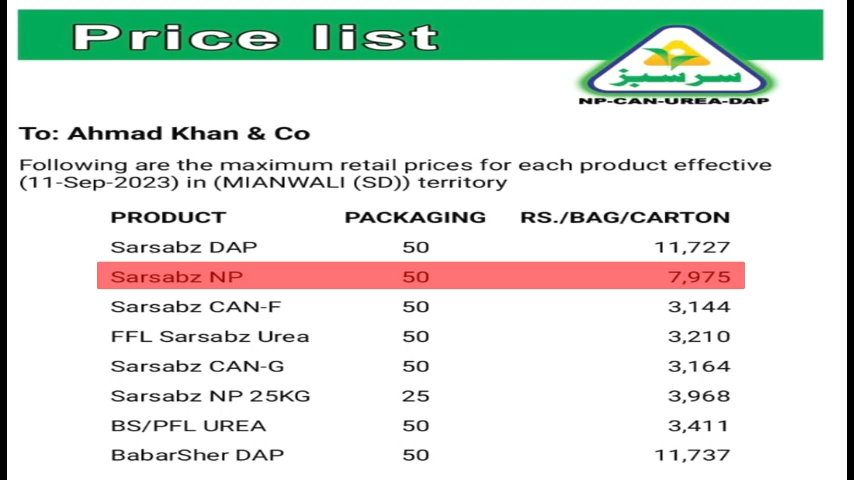 Price list
سرسبز
NP-CAN-UREA-DAP
To: Ahmad Khan & Co
Following are the maximum retail prices for each product effective
(11-Sep-2023) in (MIANWALI (SD)) territory
PRODUCT PACKAGING RS./BAG/CARTON
Sarsabz DAP 50 11,727
Sarsabz NP 50 7,975
Sarsabz CAN-F 50 3,144
FFL Sarsabz Urea 50 3,210
Sarsabz CAN-G 50 3,164
Sarsabz NP 25KG 25 3,968
BS/PFL UREA 50 3,411
BabarSher DAP 50 11,737